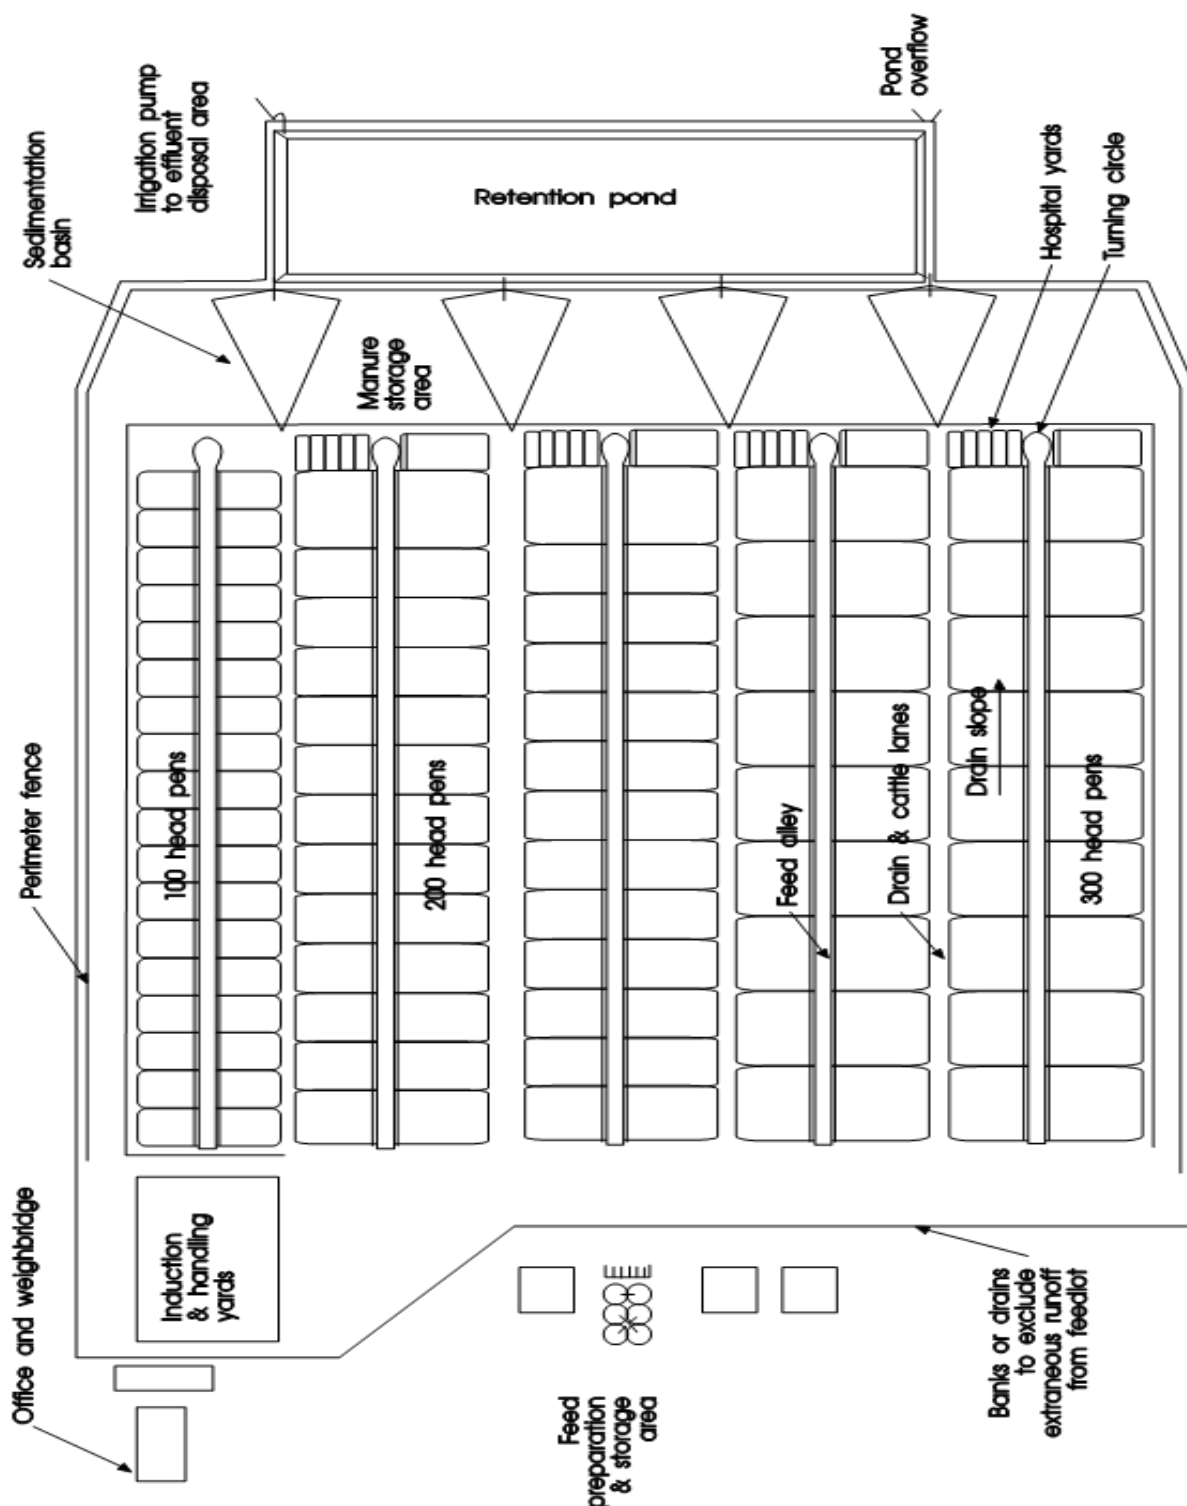 Sedimentation
basin
Irrigation pump
to effluent
disposal area
Pond
overflow
Retention pond
Hospital yards
Turning circle
Manure
storage
area
Perimeter fence
100 head pens
200 head pens
Feed alley
Drain & cattle lanes
Drain slope
300 head pens
Office and weighbridge
Induction
& handling
yards
Feed
preparation
& storage
area
Banks or drains
to exclude
extraneous runoff
from feedlot